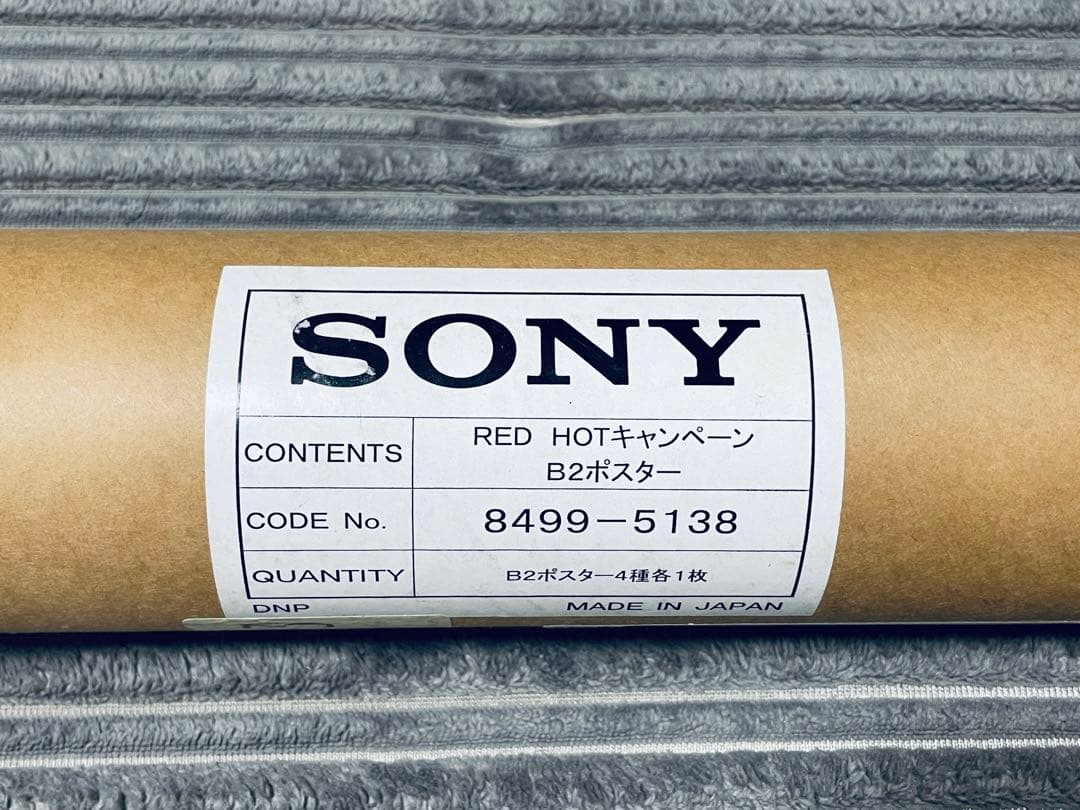 SONY
CONTENTS
RED HOTキャンペーン
B2ポスター
CODE No.
8499-5138
QUANTITY
B2ポスター4種各1枚
DNP
MADE IN JAPAN